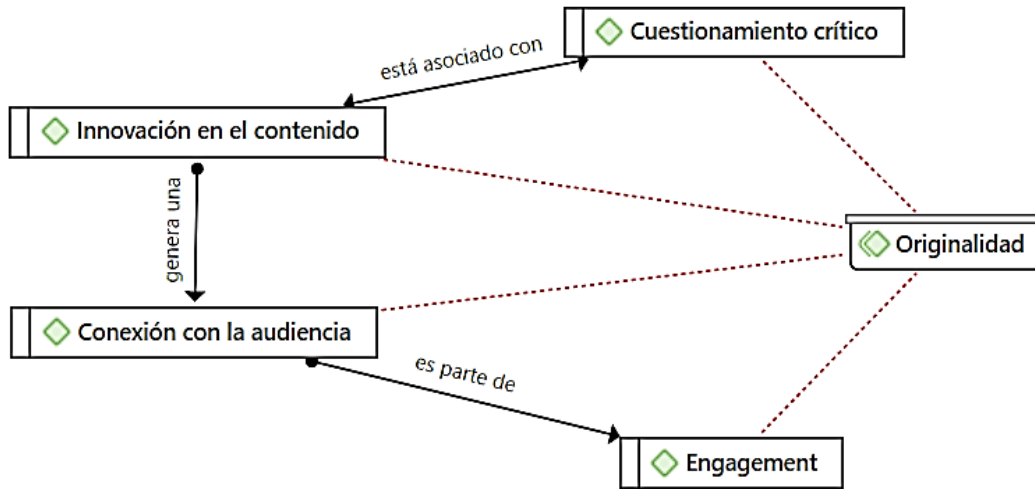 Cuestionamiento crítico
está asociado con
Innovación en el contenido
genera una
Originalidad
Conexión con la audiencia
es parte de
Engagement